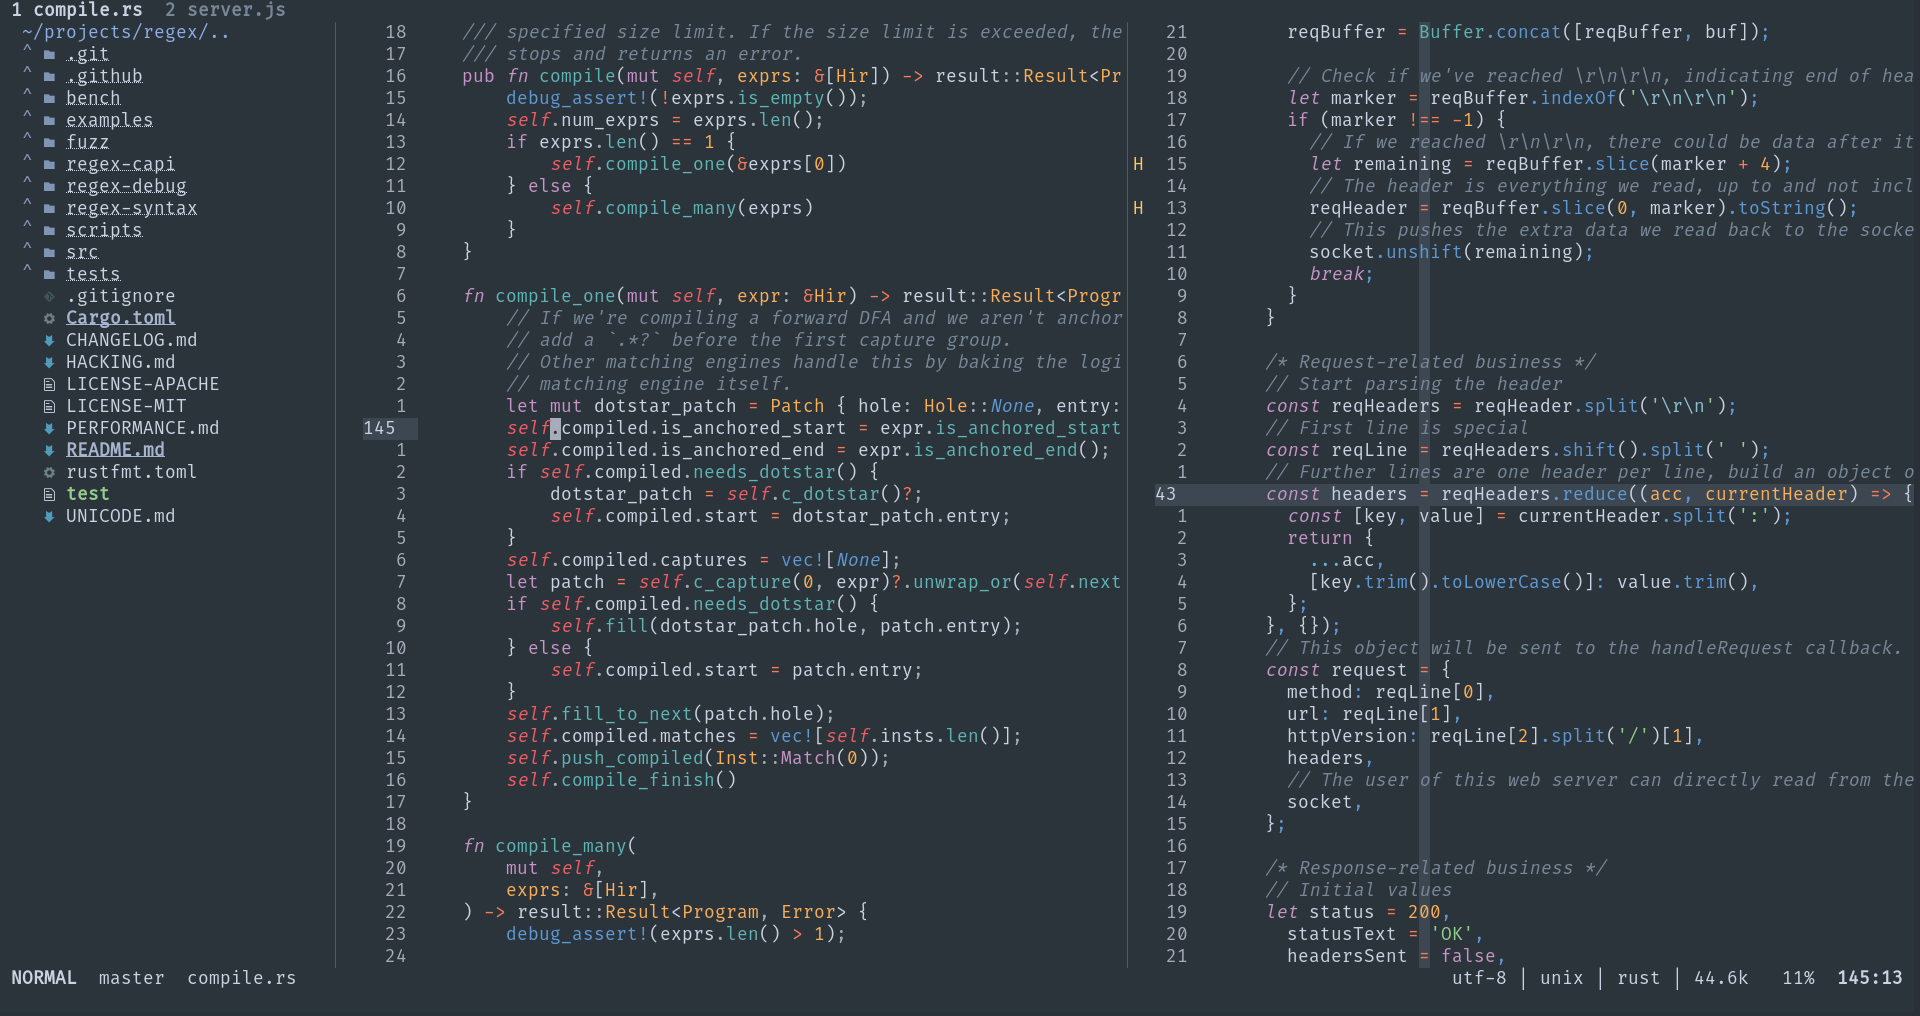 1 compile.rs  2 server.js
~/projects/regex/..
^ .git
^ .github
^ bench
^ examples
^ fuzz
^ regex-capi
^ regex-debug
^ regex-syntax
^ scripts
^ src
^ tests
.gitignore
Cargo.toml
CHANGELOG.md
HACKING.md
LICENSE-APACHE
LICENSE-MIT
PERFORMANCE.md
README.md
rustfmt.toml
test
UNICODE.md
18    /// specified size limit. If the size limit is exceeded, the
17    /// stops and returns an error.
16    pub fn compile(mut self, exprs: &[Hir]) -> result::Result<Pr
15        debug_assert!(!exprs.is_empty());
14        self.num_exprs = exprs.len();
13        if exprs.len() == 1 {
12            self.compile_one(&exprs[0])
11        } else {
10            self.compile_many(exprs)
9        }
8    }
7
6    fn compile_one(mut self, expr: &Hir) -> result::Result<Progr
5        // If we're compiling a forward DFA and we aren't anchor
4        // add a `.*?` before the first capture group.
3        // Other matching engines handle this by baking the logi
2        // matching engine itself.
1        let mut dotstar_patch = Patch { hole: Hole::None, entry:
145        self.compiled.is_anchored_start = expr.is_anchored_start
1        self.compiled.is_anchored_end = expr.is_anchored_end();
2        if self.compiled.needs_dotstar() {
3            dotstar_patch = self.c_dotstar()?;
4            self.compiled.start = dotstar_patch.entry;
5        }
6        self.compiled.captures = vec![None];
7        let patch = self.c_capture(0, expr)?.unwrap_or(self.next
8        if self.compiled.needs_dotstar() {
9            self.fill(dotstar_patch.hole, patch.entry);
10        } else {
11            self.compiled.start = patch.entry;
12        }
13        self.fill_to_next(patch.hole);
14        self.compiled.matches = vec![self.insts.len()];
15        self.push_compiled(Inst::Match(0));
16        self.compile_finish()
17    }
18
19    fn compile_many(
20        mut self,
21        exprs: &[Hir],
22    ) -> result::Result<Program, Error> {
23        debug_assert!(exprs.len() > 1);
24
21        reqBuffer = Buffer.concat([reqBuffer, buf]);
20
19        // Check if we've reached \r\n\r\n, indicating end of hea
18        let marker = reqBuffer.indexOf('\r\n\r\n');
17        if (marker !== -1) {
16          // If we reached \r\n\r\n, there could be data after it
H 15          let remaining = reqBuffer.slice(marker + 4);
14          // The header is everything we read, up to and not incl
H 13          reqHeader = reqBuffer.slice(0, marker).toString();
12          // This pushes the extra data we read back to the socke
11          socket.unshift(remaining);
10          break;
9        }
8      }
7
6      /* Request-related business */
5      // Start parsing the header
4      const reqHeaders = reqHeader.split('\r\n');
3      // First line is special
2      const reqLine = reqHeaders.shift().split(' ');
1      // Further lines are one header per line, build an object o
43      const headers = reqHeaders.reduce((acc, currentHeader) => {
1        const [key, value] = currentHeader.split(':');
2        return {
3          ...acc,
4          [key.trim().toLowerCase()]: value.trim(),
5        };
6      }, {});
7      // This object will be sent to the handleRequest callback.
8      const request = {
9        method: reqLine[0],
10        url: reqLine[1],
11        httpVersion: reqLine[2].split('/')[1],
12        headers,
13        // The user of this web server can directly read from the
14        socket,
15      };
16
17      /* Response-related business */
18      // Initial values
19      let status = 200,
20        statusText = 'OK',
21        headersSent = false,
NORMAL  master  compile.rs  utf-8 | unix | rust | 44.6k  11%  145:13